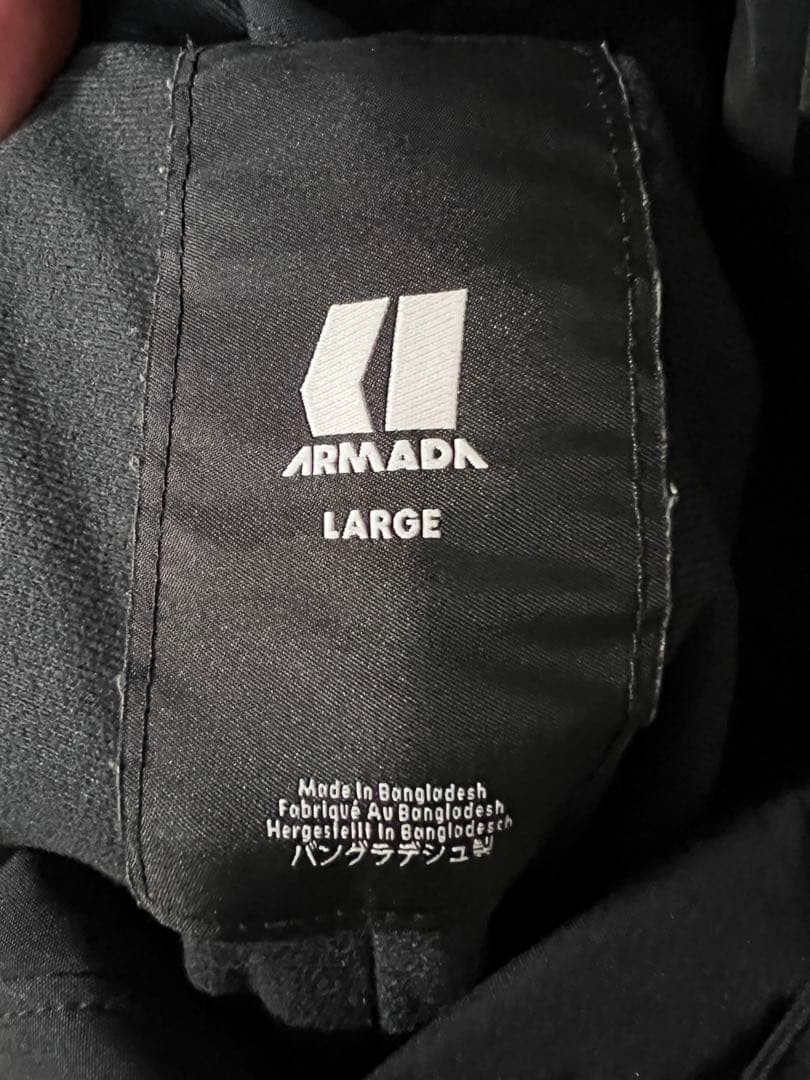 ARMADA
LARGE
Made In Bangladesh
Fabriqué Au Bangladesh
Hergestellt In Bangladesch
バングラデシュ製